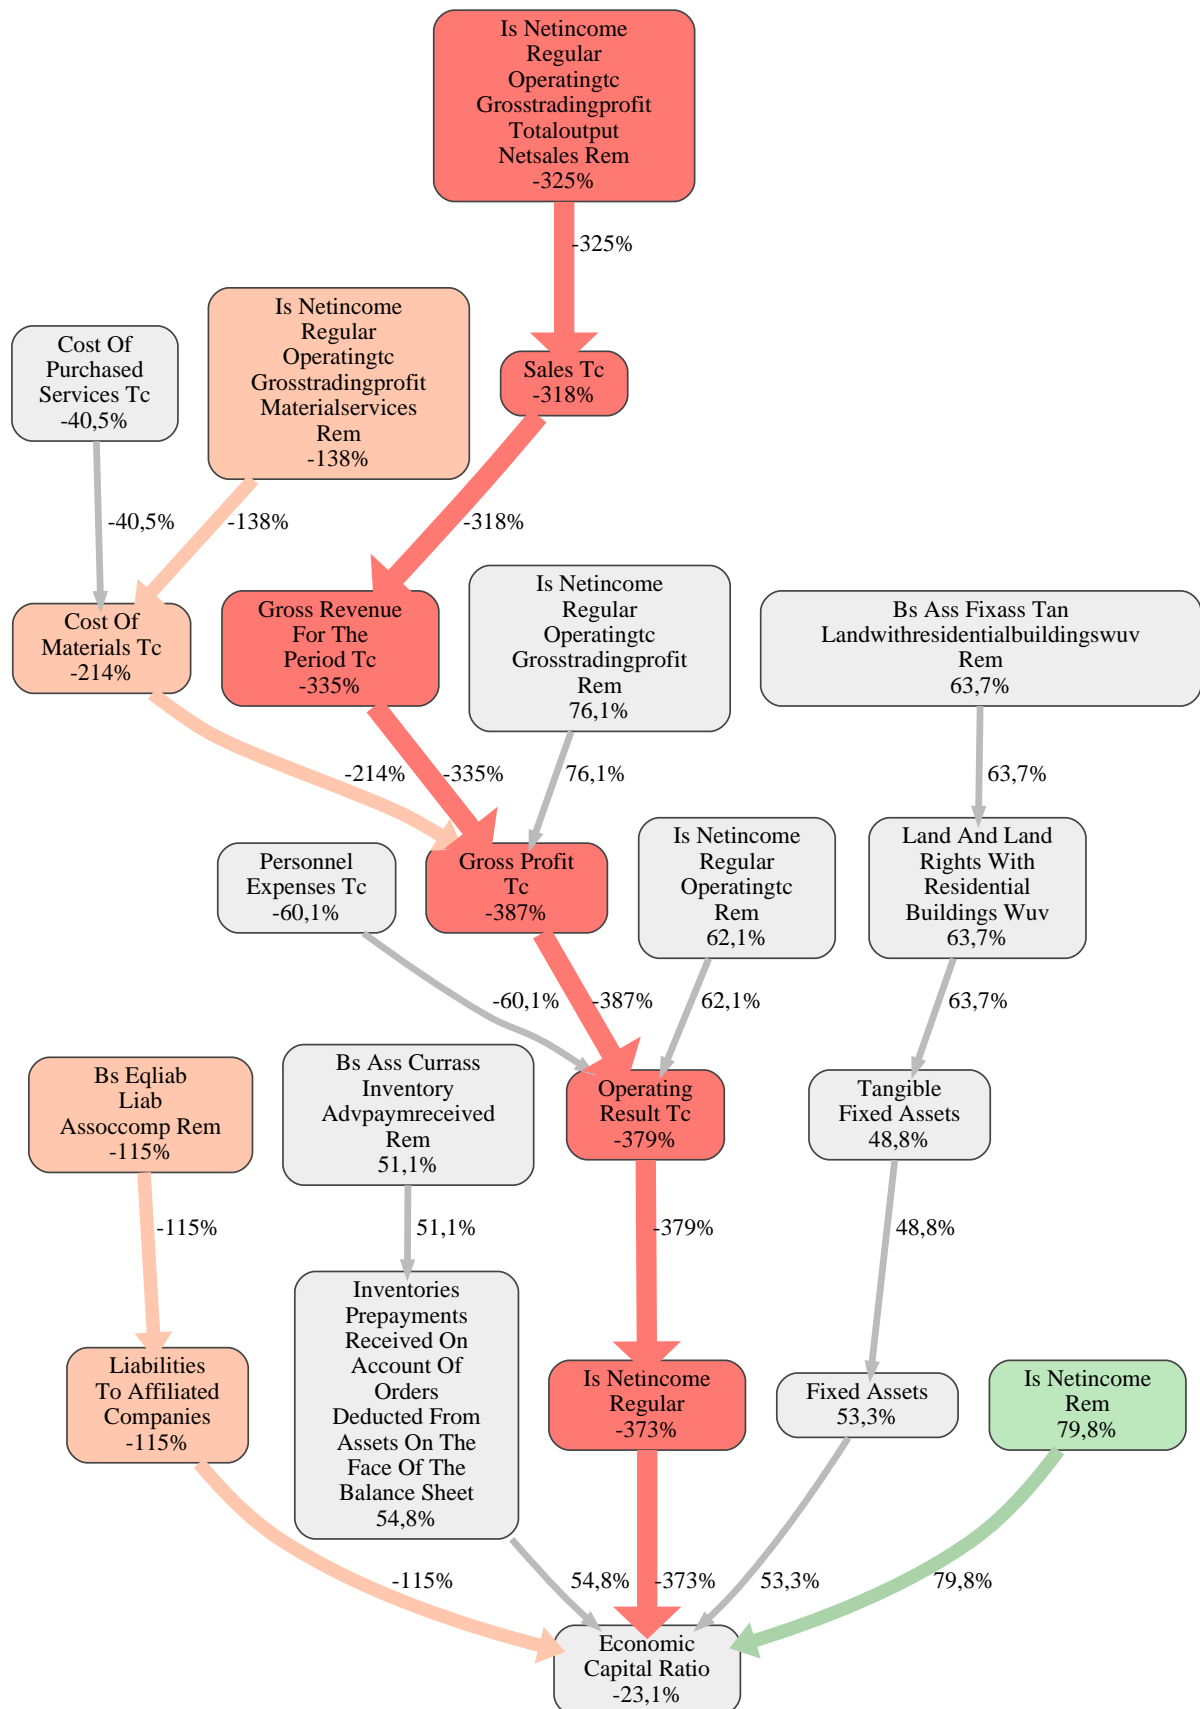 Is Netincome
Regular
Operatingtc
Grosstradingprofit
Totaloutput
Netsales Rem
-325%
-325%
Cost Of
Purchased
Services Tc
-40,5%
Is Netincome
Regular
Operatingtc
Grosstradingprofit
Materialservices
Rem
-138%
Sales Tc
-318%
-40,5%
-138%
-318%
Cost Of
Materials Tc
-214%
Gross Revenue
For The
Period Tc
-335%
Is Netincome
Regular
Operatingtc
Grosstradingprofit
Rem
76,1%
Bs Ass Fixass Tan
Landwithresidentialbuildingswuv
Rem
63,7%
-214%
-335%
76,1%
63,7%
Personnel
Expenses Tc
-60,1%
Gross Profit
Tc
-387%
Is Netincome
Regular
Operatingtc
Rem
62,1%
Land And Land
Rights With
Residential
Buildings Wuv
63,7%
-60,1%
-387%
62,1%
63,7%
Bs Eqliab
Liab
Assoccomp Rem
-115%
Bs Ass Currass
Inventory
Advpaymreceived
Rem
51,1%
Operating
Result Tc
-379%
Tangible
Fixed Assets
48,8%
-115%
51,1%
-379%
48,8%
Liabilities
To Affiliated
Companies
-115%
Inventories
Prepayments
Received On
Account Of
Orders
Deducted From
Assets On The
Face Of The
Balance Sheet
54,8%
Is Netincome
Regular
-373%
Fixed Assets
53,3%
Is Netincome
Rem
79,8%
-115%
54,8%
-373%
53,3%
79,8%
Economic
Capital Ratio
-23,1%